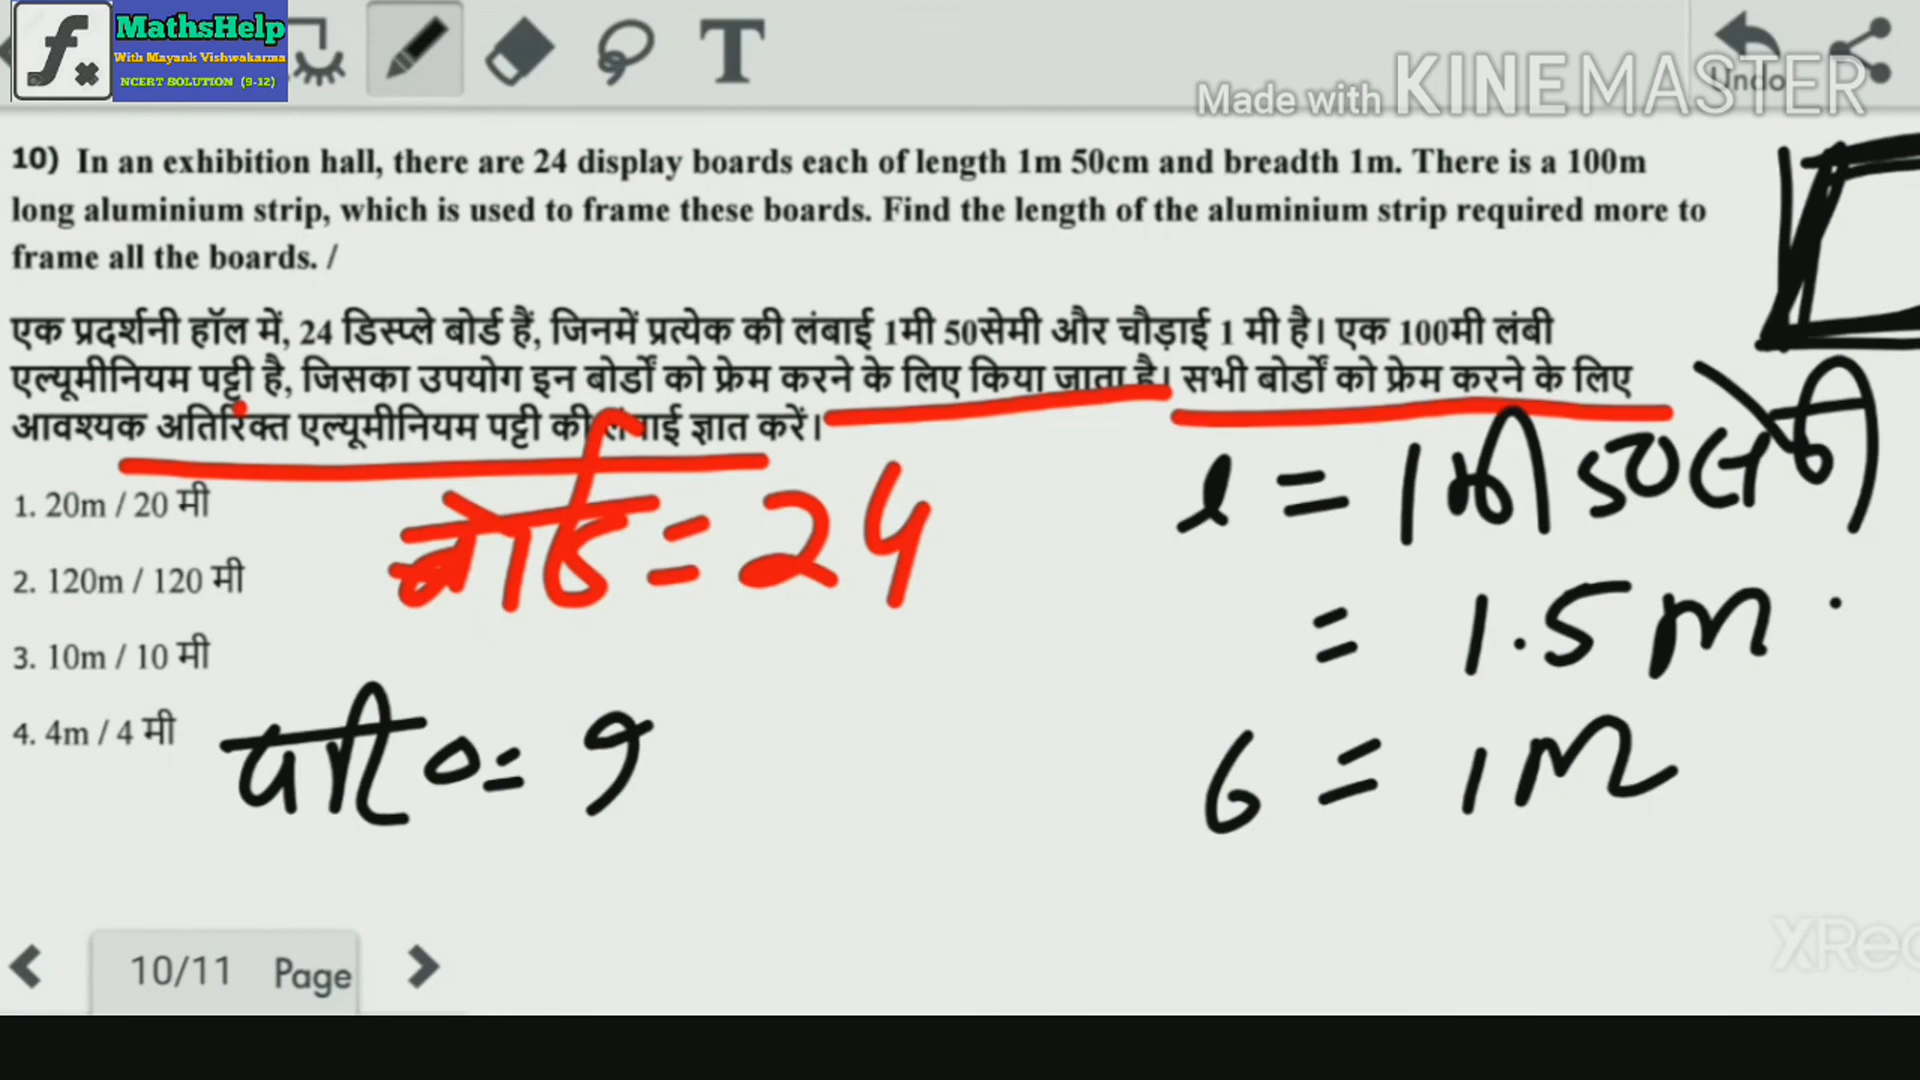 MathsHelp
With Mayank Vishwakarma
NCERT SOLUTION (9-12)
T
Undo
Made with KINEMASTER
10) In an exhibition hall, there are 24 display boards each of length 1m 50cm and breadth 1m. There is a 100m
long aluminium strip, which is used to frame these boards. Find the length of the aluminium strip required more to
frame all the boards. /
एक प्रदर्शनी हॉल में, 24 डिस्प्ले बोर्ड हैं, जिनमें प्रत्येक की लंबाई 1मी 50सेमी और चौड़ाई 1 मी है। एक 100मी लंबी
एल्यूमीनियम पट्टी है, जिसका उपयोग इन बोर्डों को फ्रेम करने के लिए किया जाता है। सभी बोर्डों को फ्रेम करने के लिए
आवश्यक अतिरिक्त एल्यूमीनियम पट्टी की लंबाई ज्ञात करें।
1. 20m / 20 मी
2. 120m / 120 मी
3. 10m / 10 मी
4. 4m / 4 मी
बोर्ड = 24
l = 1मी 50सेमी
= 1.5 m
b = 1m
परि० = ?
10/11 Page